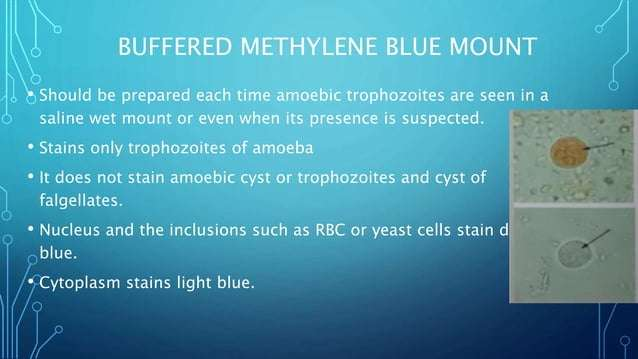 BUFFERED METHYLENE BLUE MOUNT
• Should be prepared each time amoebic trophozoites are seen in a
saline wet mount or even when its presence is suspected.
• Stains only trophozoites of amoeba
• It does not stain amoebic cyst or trophozoites and cyst of
falgellates.
• Nucleus and the inclusions such as RBC or yeast cells stain d
blue.
• Cytoplasm stains light blue.